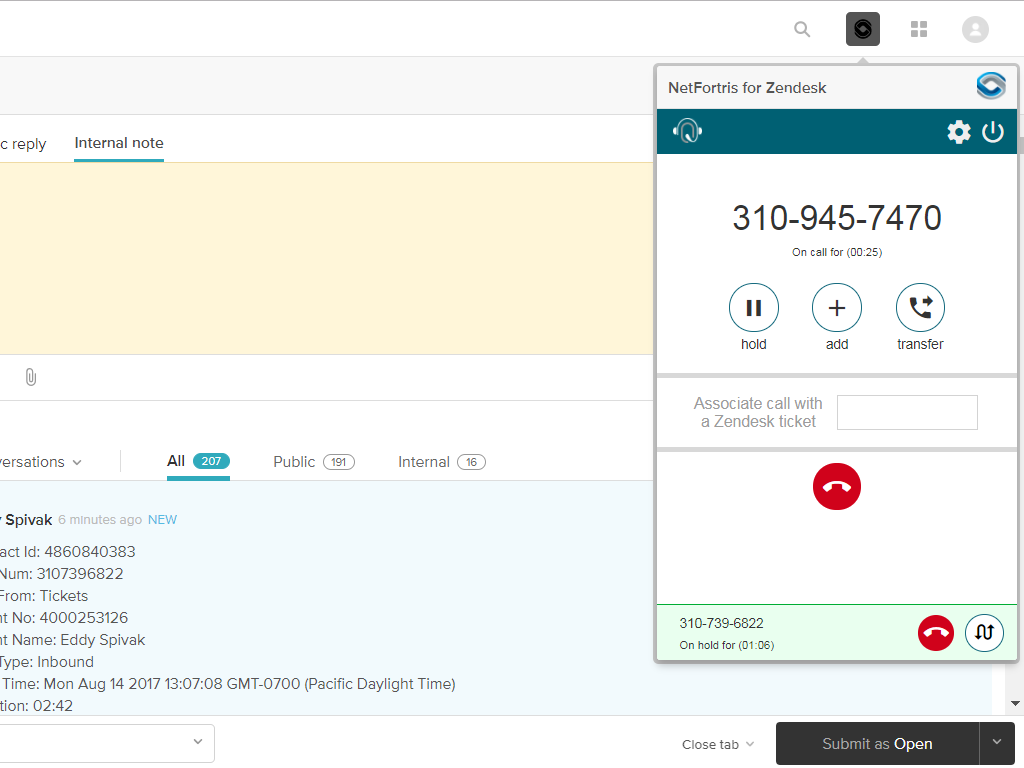 NetFortris for Zendesk
c reply Internal note
310-945-7470
On call for (00:25)
hold add transfer
Associate call with
a Zendesk ticket
ersations All 207 Public 191 Internal 16
Spivak 6 minutes ago NEW
act Id: 4860840383
Num: 3107396822
From: Tickets
nt No: 4000253126
nt Name: Eddy Spivak
Type: Inbound
Time: Mon Aug 14 2017 13:07:08 GMT-0700 (Pacific Daylight Time)
tion: 02:42
310-739-6822
On hold for (01:06)
Close tab Submit as Open